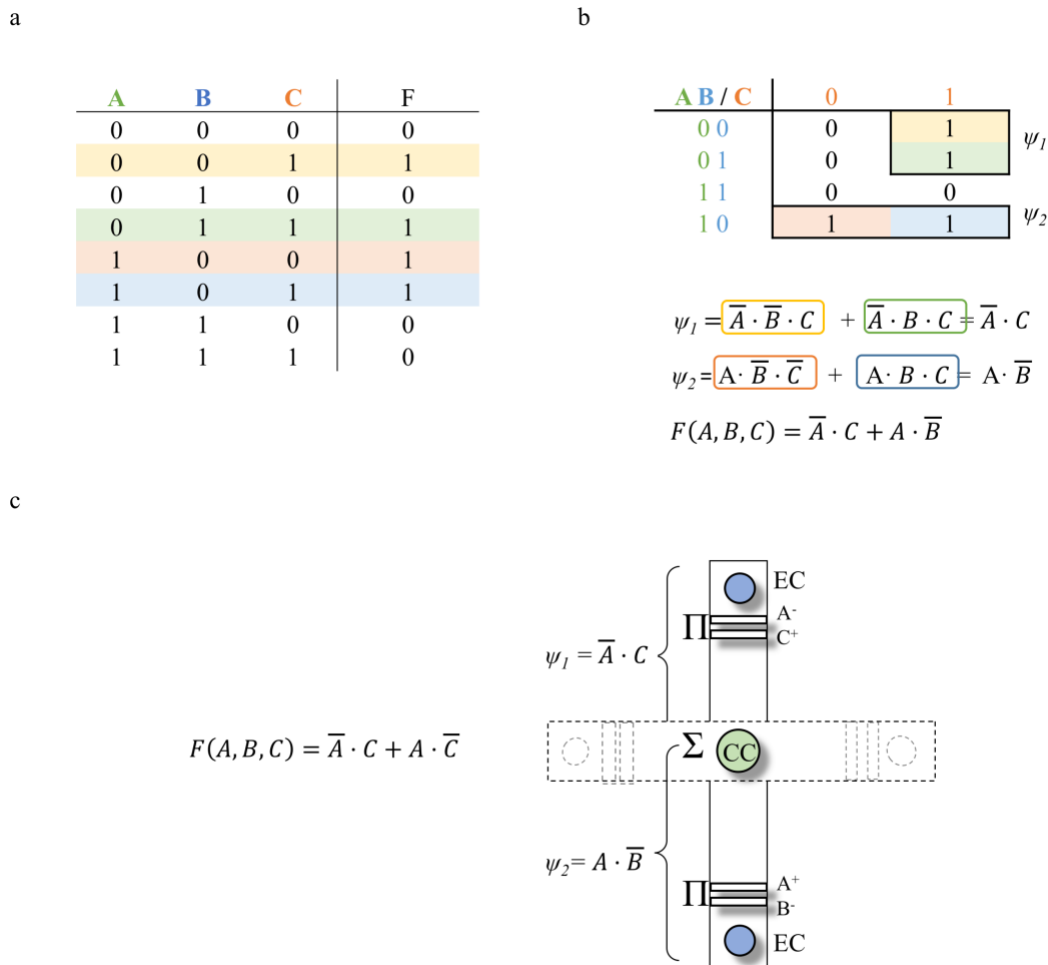 a
A B C F
0 0 0 0
0 0 1 1
0 1 0 0
0 1 1 1
1 0 0 1
1 0 1 1
1 1 0 0
1 1 1 0
b
A B / C 0 1
0 0 0 1
ψ₁
0 1 0 1
1 1 0 0
ψ₂
1 0 1 1
ψ₁ = A̅ · B̅ · C + A̅ · B · C = A̅ · C
ψ₂ = A · B̅ · C̅ + A · B · C = A · B̅
F(A, B, C) = A̅ · C + A · B̅
c
EC
A⁻
Π
C⁺
ψ₁ = A̅ · C
F(A, B, C) = A̅ · C + A · C̅
Σ CC
ψ₂ = A · B̅
A⁺
Π
B⁻
EC